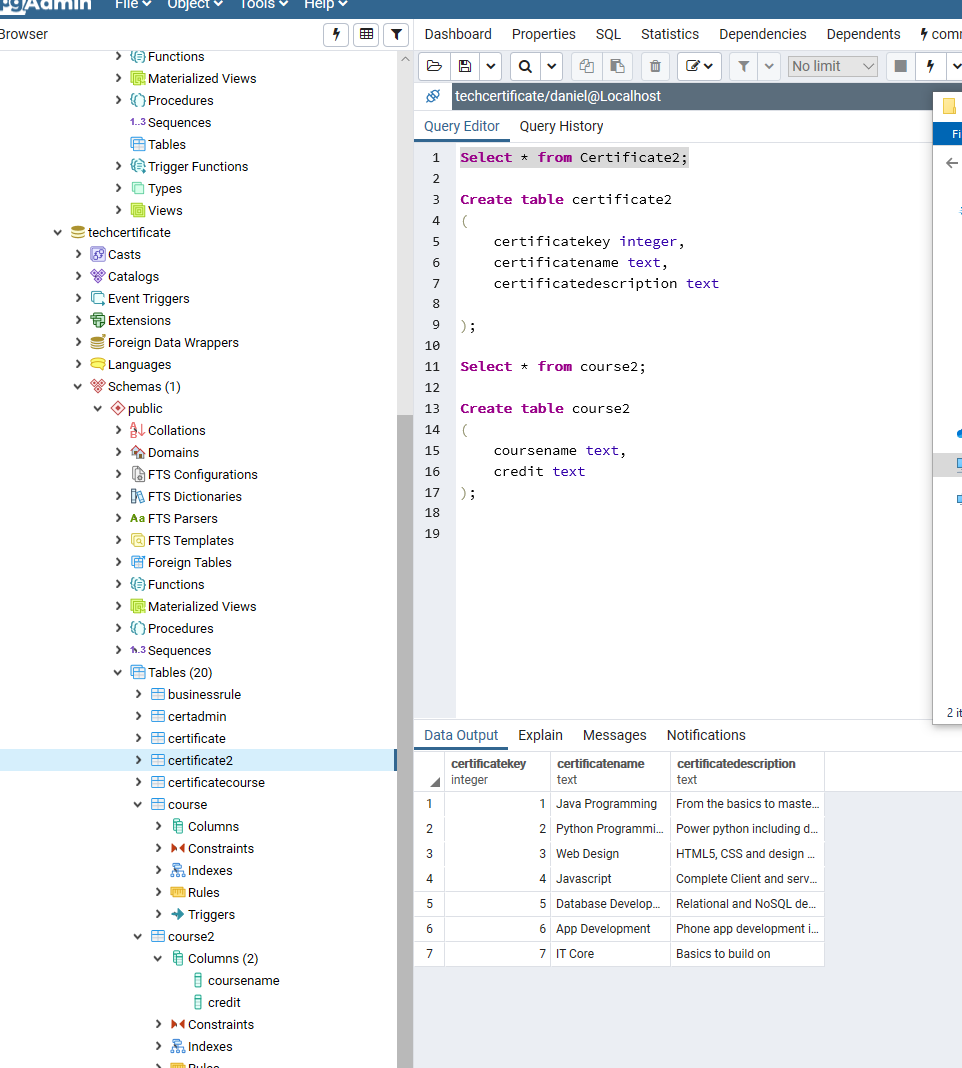 pgAdmin File Object Tools Help
Browser
Functions
Materialized Views
Procedures
1..3 Sequences
Tables
Trigger Functions
Types
Views
techcertificate
Casts
Catalogs
Event Triggers
Extensions
Foreign Data Wrappers
Languages
Schemas (1)
public
Collations
Domains
FTS Configurations
FTS Dictionaries
Aa FTS Parsers
FTS Templates
Foreign Tables
Functions
Materialized Views
Procedures
1..3 Sequences
Tables (20)
businessrule
certadmin
certificate
certificate2
certificatecourse
course
Columns
Constraints
Indexes
Rules
Triggers
course2
Columns (2)
coursename
credit
Constraints
Indexes
Rules
Dashboard Properties SQL Statistics Dependencies Dependents comm
No limit
techcertificate/daniel@Localhost
Query Editor Query History
1 Select * from Certificate2;
2
3 Create table certificate2
4 (
5 certificatekey integer,
6 certificatename text,
7 certificatedescription text
8
9 );
10
11 Select * from course2;
12
13 Create table course2
14 (
15 coursename text,
16 credit text
17 );
18
19
Fi
2 it
Data Output Explain Messages Notifications
certificatekey certificatename certificatedescription
integer text text
1 1 Java Programming From the basics to maste...
2 2 Python Programmi... Power python including d...
3 3 Web Design HTML5, CSS and design ...
4 4 Javascript Complete Client and serv...
5 5 Database Develop... Relational and NoSQL de...
6 6 App Development Phone app development i...
7 7 IT Core Basics to build on